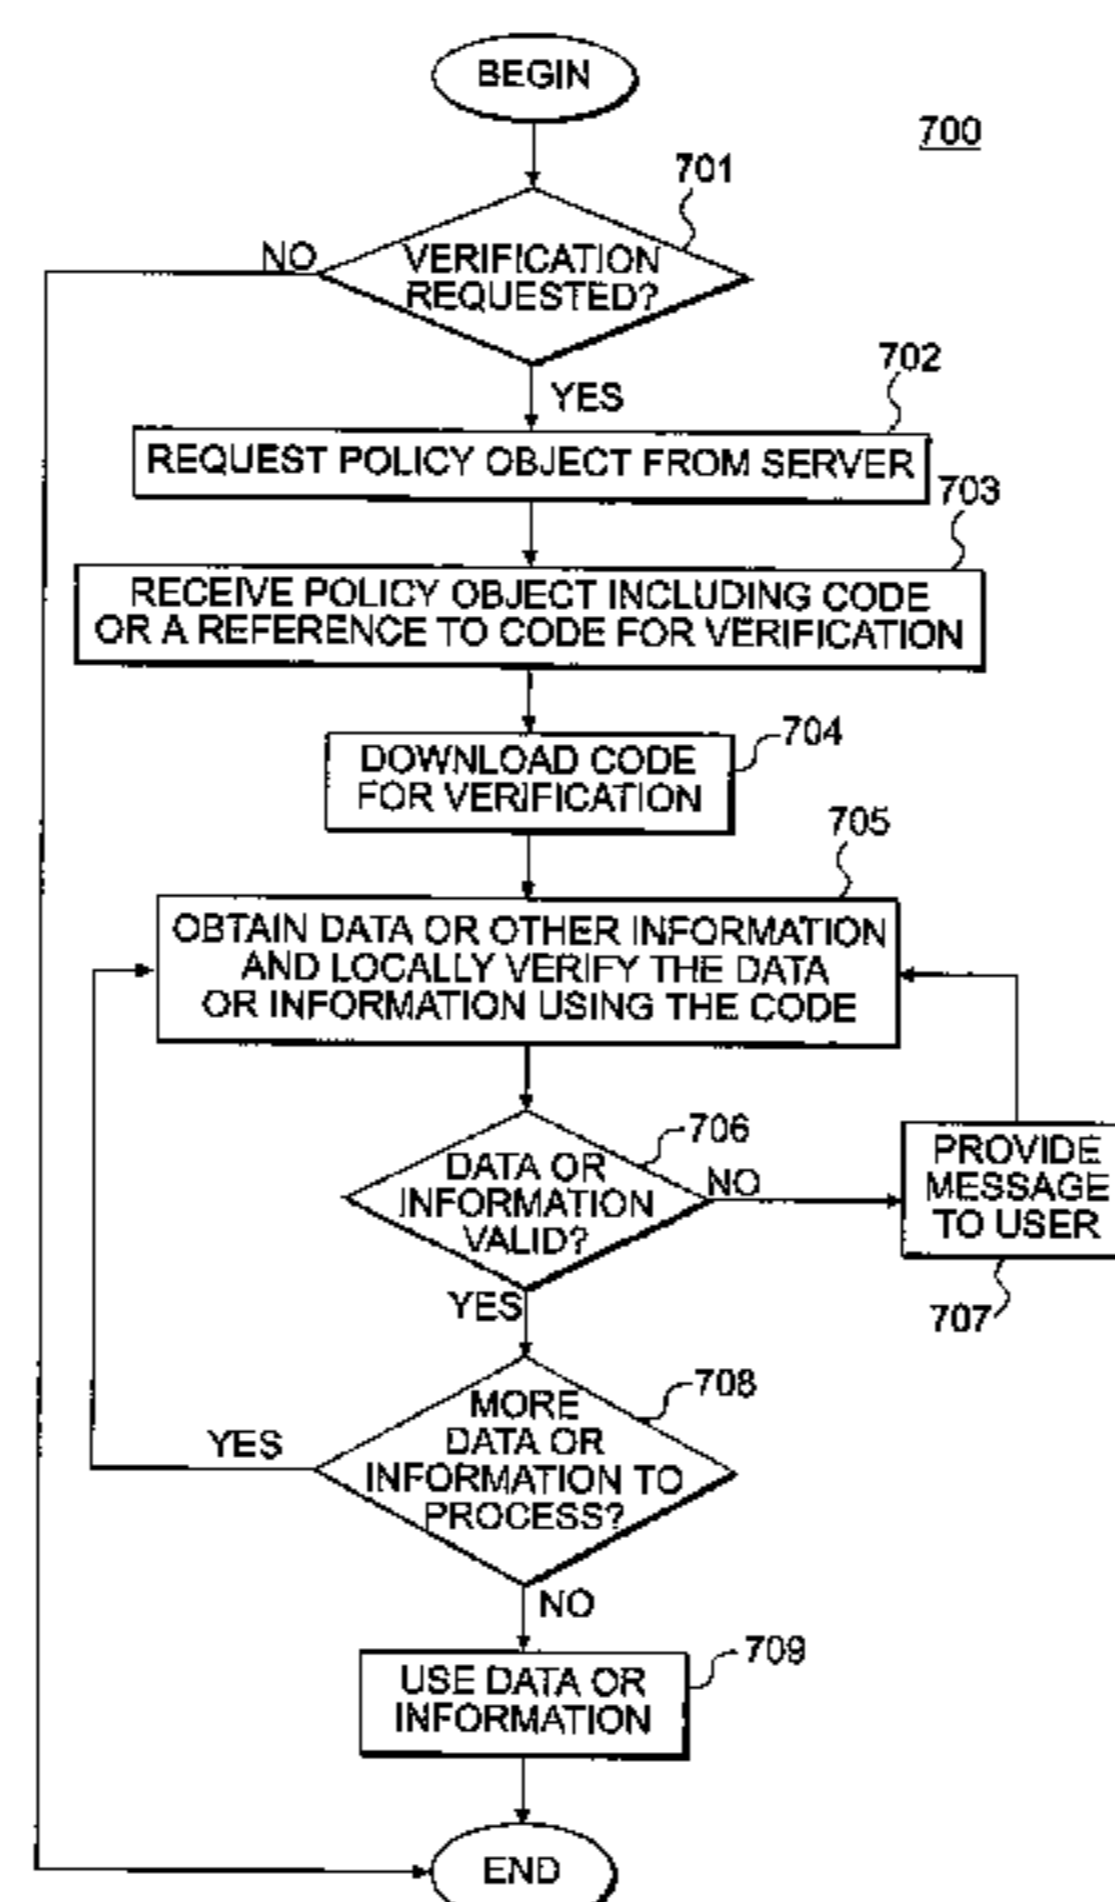 BEGIN
700
701
NO
VERIFICATION
REQUESTED?
YES
702
REQUEST POLICY OBJECT FROM SERVER
703
RECEIVE POLICY OBJECT INCLUDING CODE
OR A REFERENCE TO CODE FOR VERIFICATION
704
DOWNLOAD CODE
FOR VERIFICATION
705
OBTAIN DATA OR OTHER INFORMATION
AND LOCALLY VERIFY THE DATA
OR INFORMATION USING THE CODE
706
DATA OR
INFORMATION
VALID?
NO
PROVIDE
MESSAGE
TO USER
707
YES
708
MORE
DATA OR
INFORMATION TO
PROCESS?
YES
NO
709
USE DATA OR
INFORMATION
END